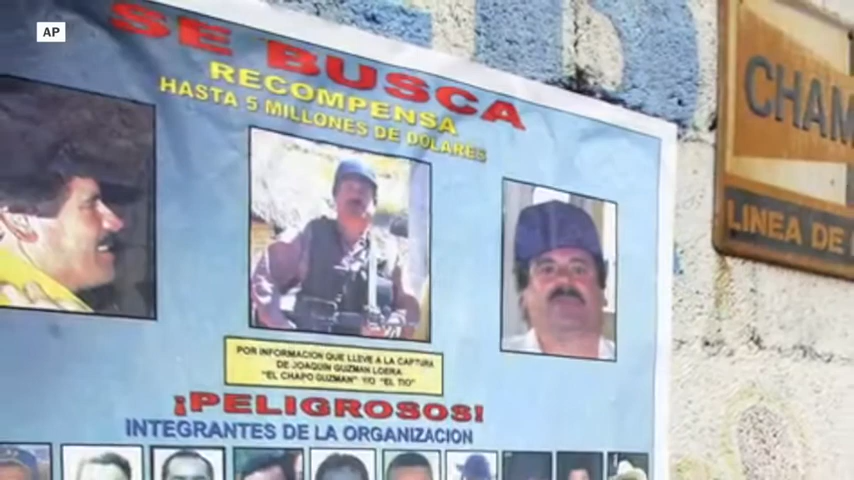 AP
SE BUSCA
RECOMPENSA
HASTA 5 MILLONES DE DOLARES
POR INFORMACION QUE LLEVE A LA CAPTURA
DE JOAQUIN GUZMAN LOERA
"EL CHAPO GUZMAN" Y/O "EL TIO"
¡PELIGROSOS!
INTEGRANTES DE LA ORGANIZACION
CHAM
LINEA DE